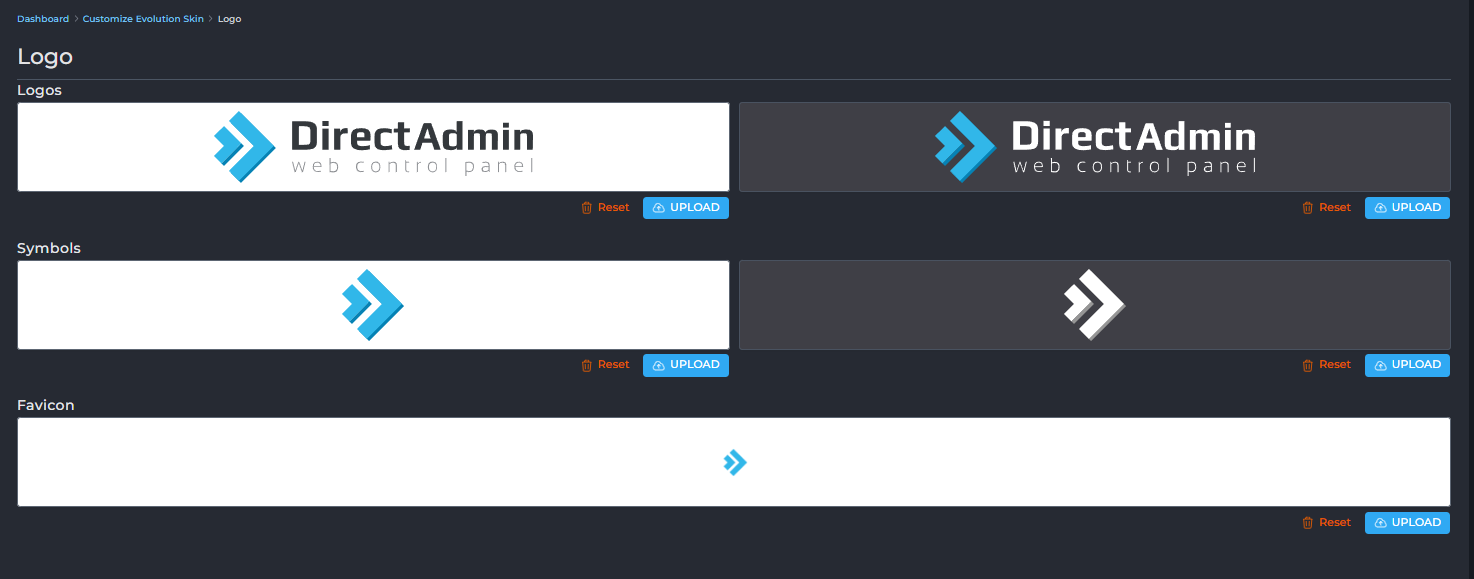 Dashboard > Customize Evolution Skin > Logo
Logo
Logos
DirectAdmin
web control panel
DirectAdmin
web control panel
Reset UPLOAD
Reset UPLOAD
Symbols
Reset UPLOAD
Reset UPLOAD
Favicon
Reset UPLOAD